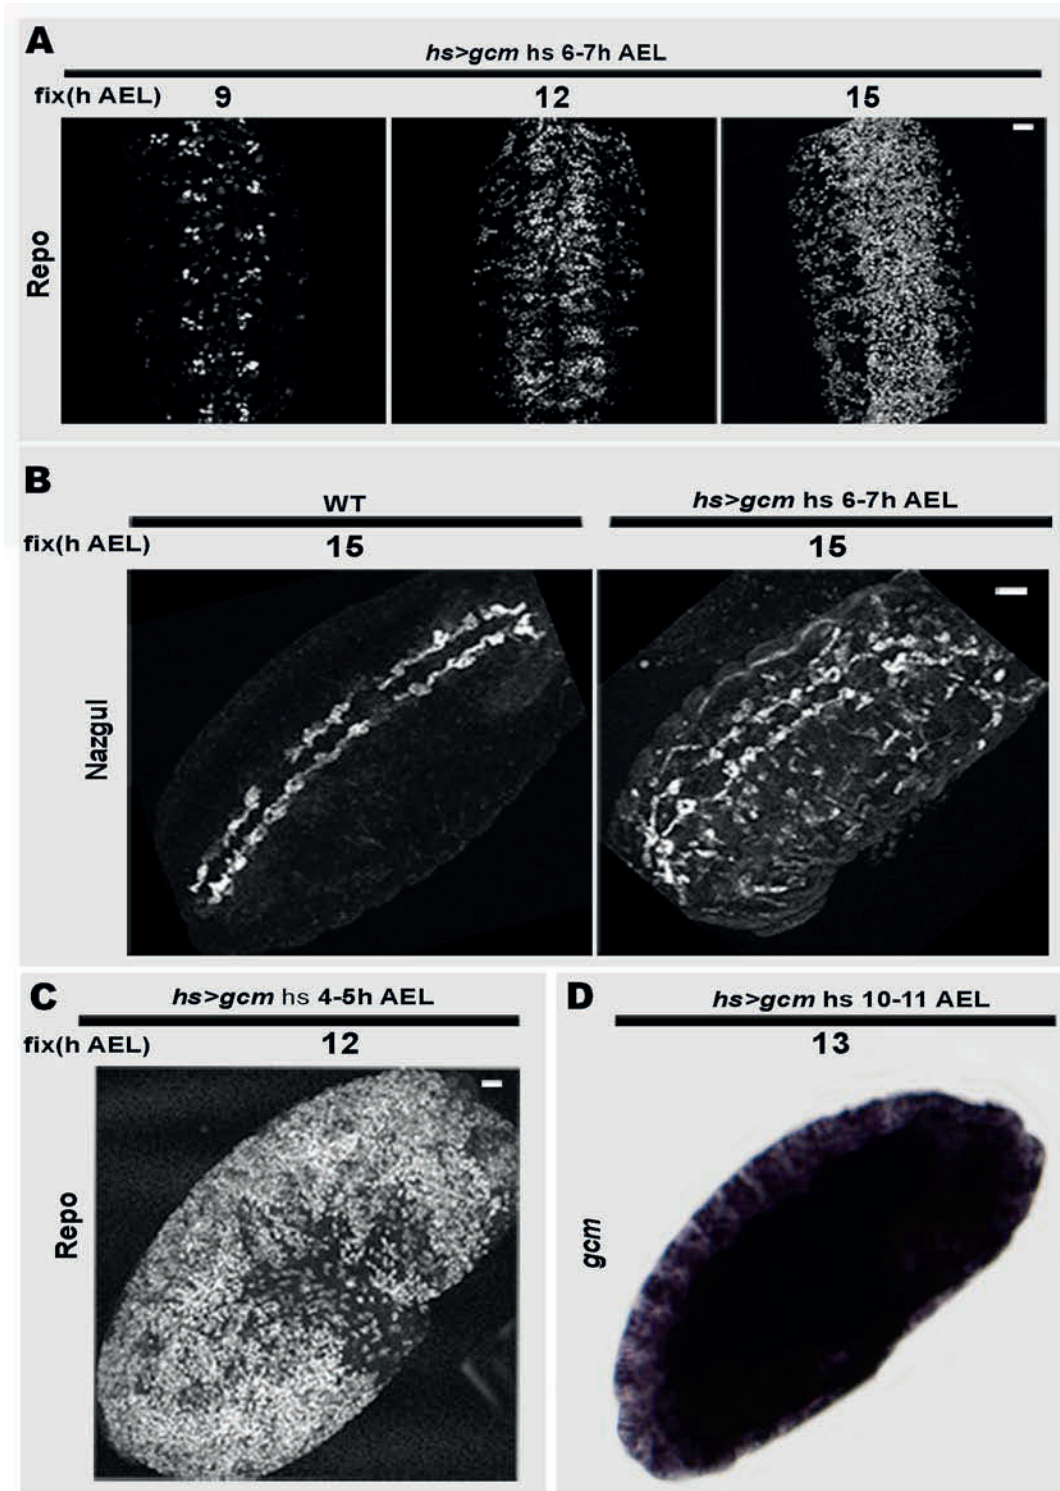 A
hs>gcm hs 6-7h AEL
fix(h AEL) 9 12 15
Repo
B
WT hs>gcm hs 6-7h AEL
fix(h AEL) 15 15
Nazgul
C
hs>gcm hs 4-5h AEL
fix(h AEL) 12
Repo
D
hs>gcm hs 10-11 AEL
13
gcm